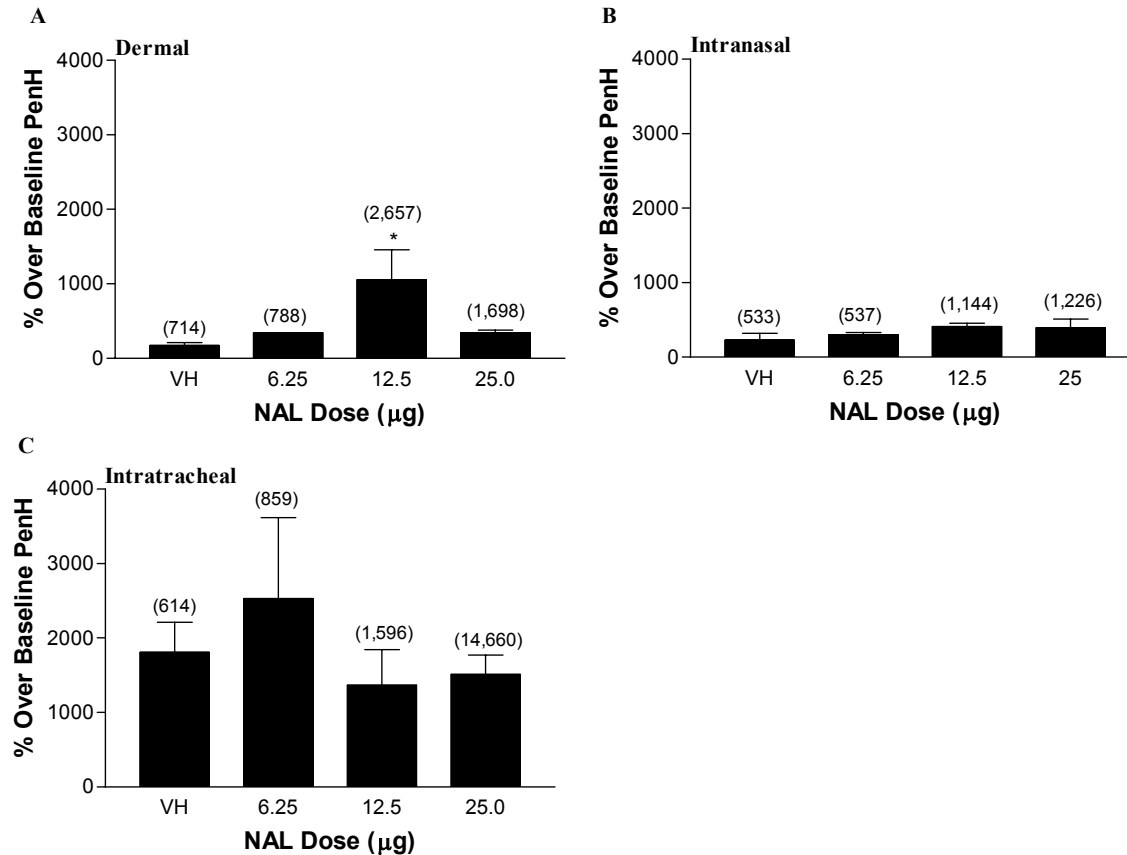 A
Dermal
4000
3000
2000
1000
0
% Over Baseline PenH
(714)
(788)
(2,657)
*
(1,698)
VH 6.25 12.5 25.0
NAL Dose (μg)
B
Intranasal
4000
3000
2000
1000
0
% Over Baseline PenH
(533)
(537)
(1,144)
(1,226)
VH 6.25 12.5 25
NAL Dose (μg)
C
Intratracheal
4000
3000
2000
1000
0
% Over Baseline PenH
(614)
(859)
(1,596)
(14,660)
VH 6.25 12.5 25.0
NAL Dose (μg)